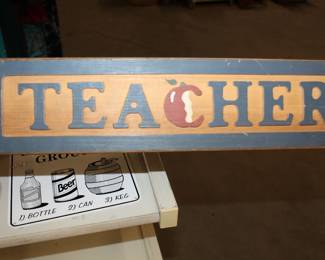 TEACHER
GROU
Beer
1) BOTTLE 2) CAN 3) KEG